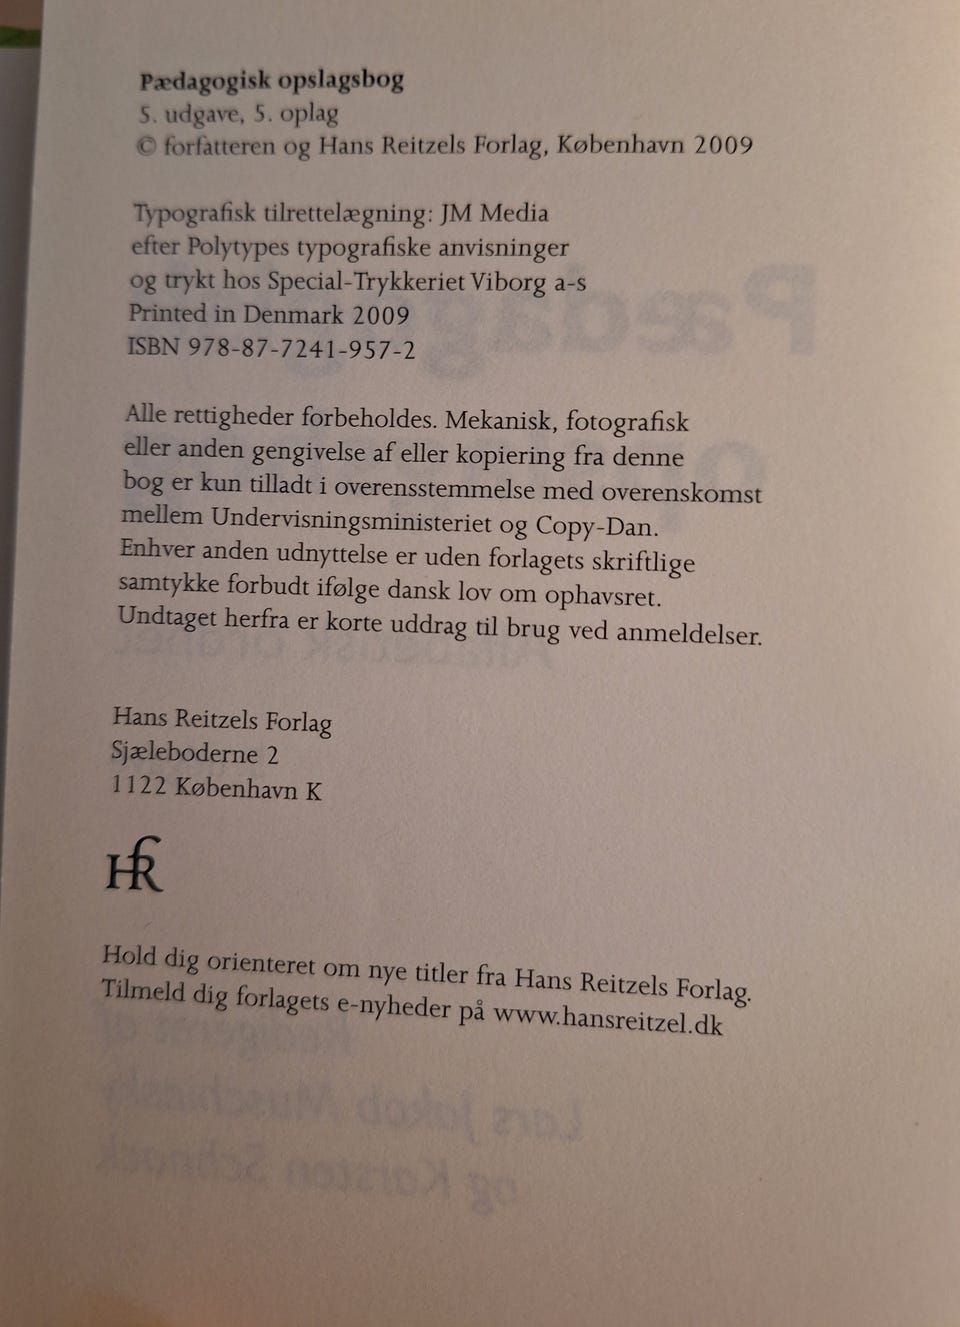 Pædagogisk opslagsbog
5. udgave, 5. oplag
© forfatteren og Hans Reitzels Forlag, København 2009
Typografisk tilrettelægning: JM Media
efter Polytypes typografiske anvisninger
og trykt hos Special-Trykkeriet Viborg a-s
Printed in Denmark 2009
ISBN 978-87-7241-957-2
Alle rettigheder forbeholdes. Mekanisk, fotografisk
eller anden gengivelse af eller kopiering fra denne
bog er kun tilladt i overensstemmelse med overenskomst
mellem Undervisningsministeriet og Copy-Dan.
Enhver anden udnyttelse er uden forlagets skriftlige
samtykke forbudt ifølge dansk lov om ophavsret.
Undtaget herfra er korte uddrag til brug ved anmeldelser.
Hans Reitzels Forlag
Sjæleboderne 2
1122 København K
HR
Hold dig orienteret om nye titler fra Hans Reitzels Forlag.
Tilmeld dig forlagets e-nyheder på www.hansreitzel.dk